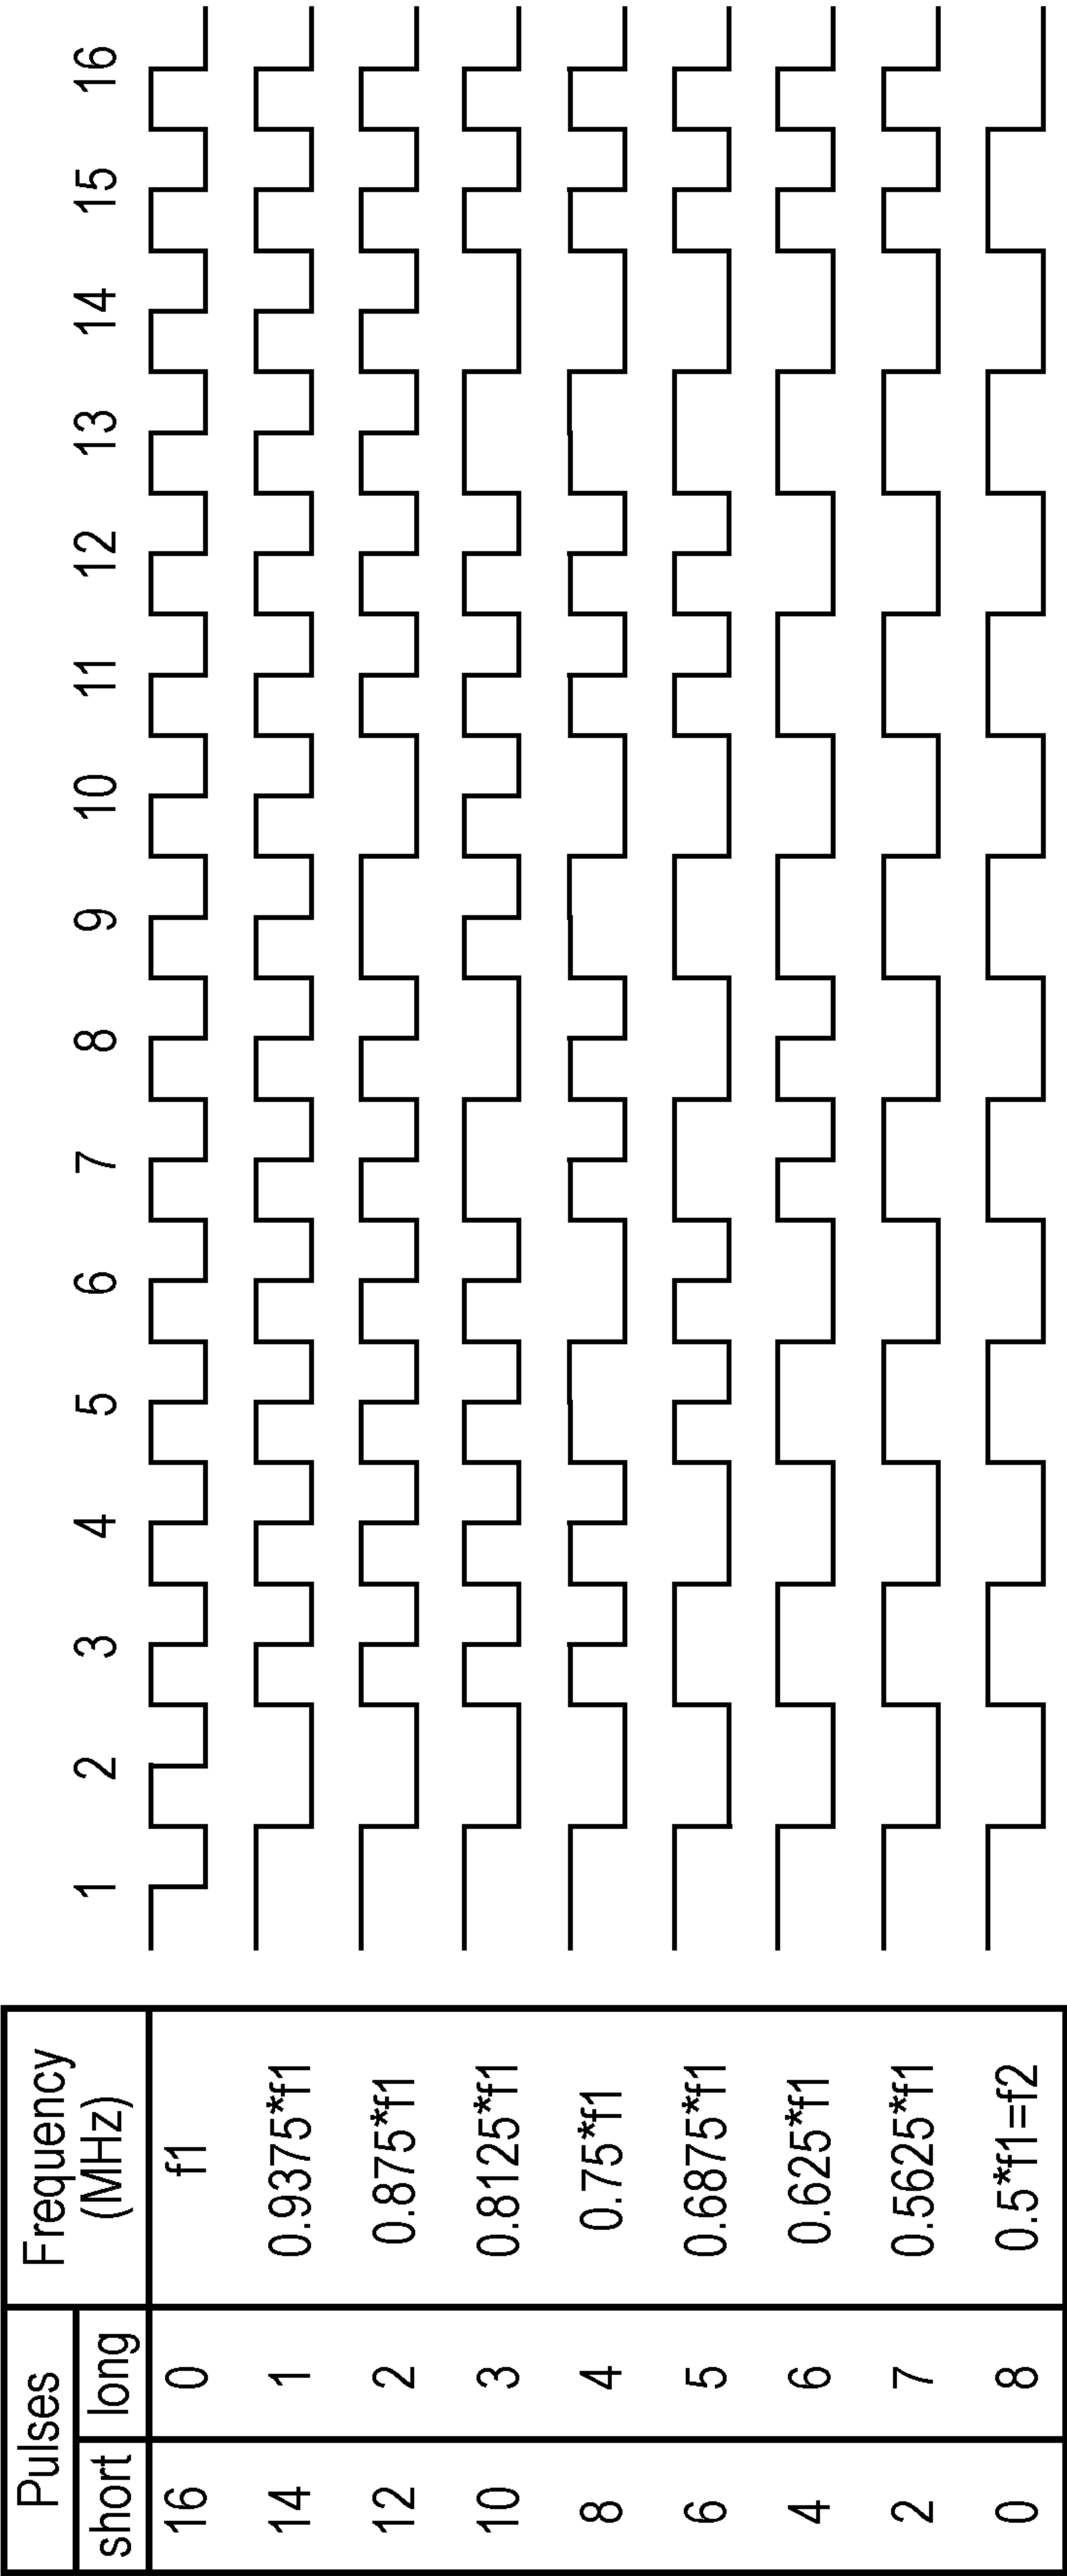 Pulses Frequency (MHz) 1 2 3 4 5 6 7 8 9 10 11 12 13 14 15 16
short long
16 0 f1
14 1 0.9375*f1
12 2 0.875*f1
10 3 0.8125*f1
8 4 0.75*f1
6 5 0.6875*f1
4 6 0.625*f1
2 7 0.5625*f1
0 8 0.5*f1=f2